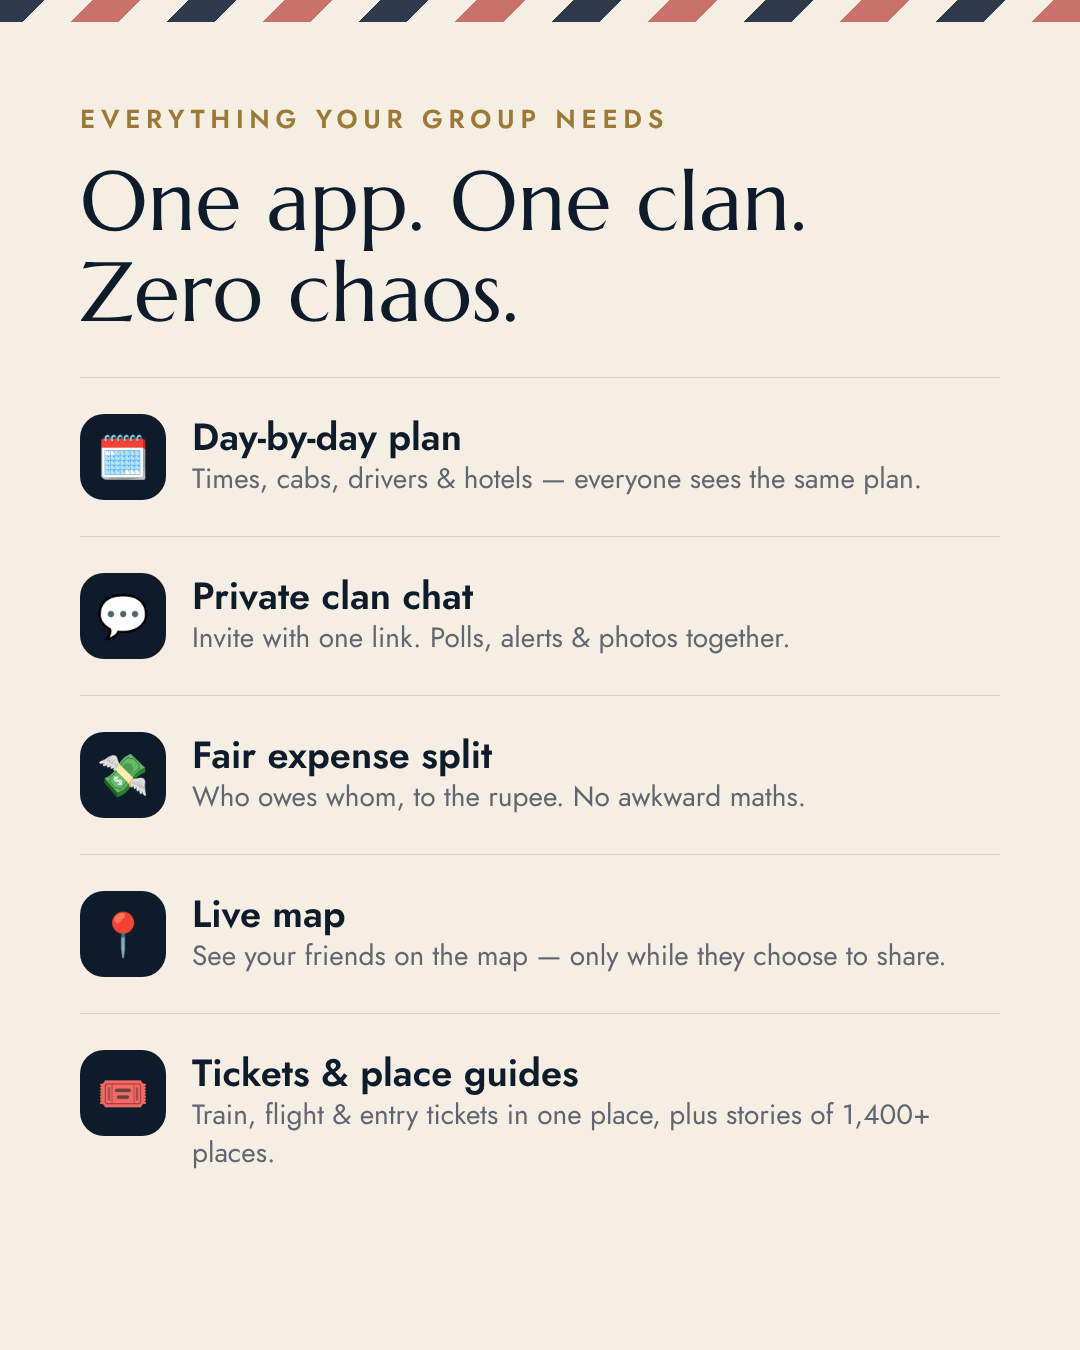 EVERYTHING YOUR GROUP NEEDS
One app. One clan.
Zero chaos.
Day-by-day plan
Times, cabs, drivers & hotels — everyone sees the same plan.
Private clan chat
Invite with one link. Polls, alerts & photos together.
Fair expense split
Who owes whom, to the rupee. No awkward maths.
Live map
See your friends on the map — only while they choose to share.
Tickets & place guides
Train, flight & entry tickets in one place, plus stories of 1,400+
places.